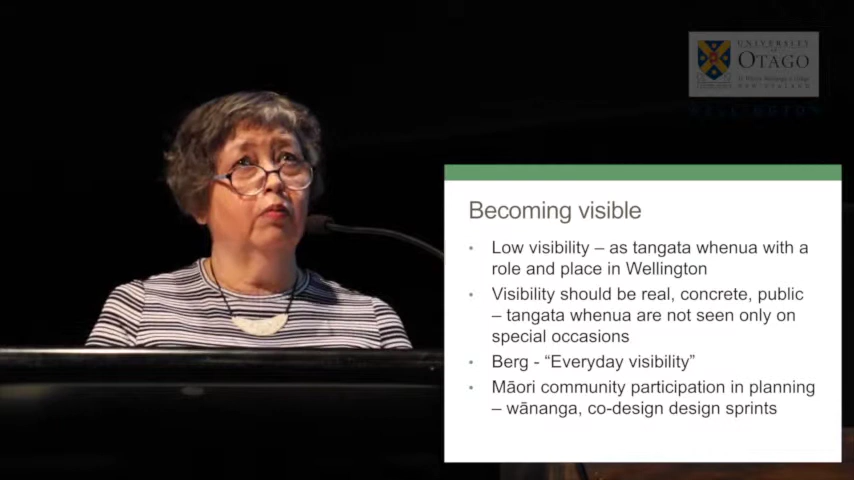 UNIVERSITY
of
OTAGO
NEW ZEALAND
WELLINGTON
Becoming visible
• Low visibility – as tangata whenua with a
role and place in Wellington
• Visibility should be real, concrete, public
– tangata whenua are not seen only on
special occasions
• Berg - “Everyday visibility”
• Māori community participation in planning
– wānanga, co-design design sprints